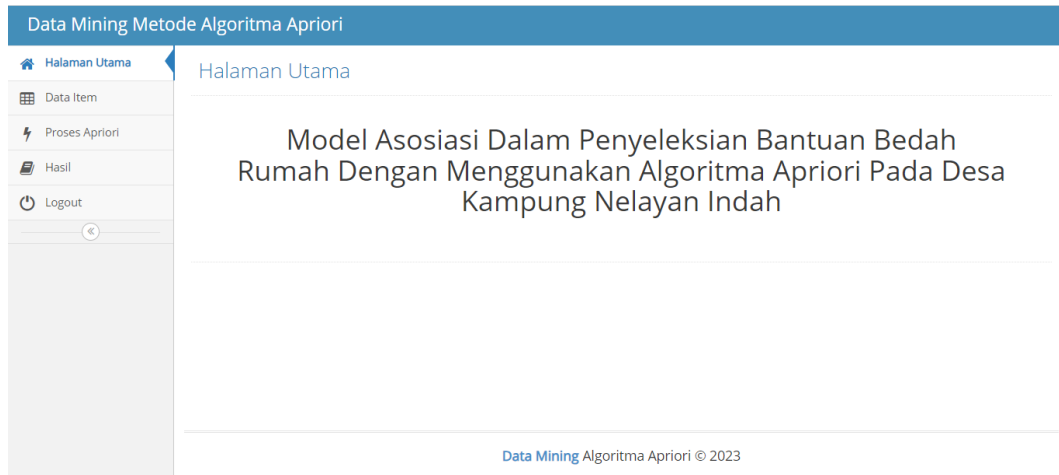 Data Mining Metode Algoritma Apriori
Halaman Utama
Data Item
Proses Apriori
Hasil
Logout
Halaman Utama
Model Asosiasi Dalam Penyeleksian Bantuan Bedah
Rumah Dengan Menggunakan Algoritma Apriori Pada Desa
Kampung Nelayan Indah
Data Mining Algoritma Apriori © 2023